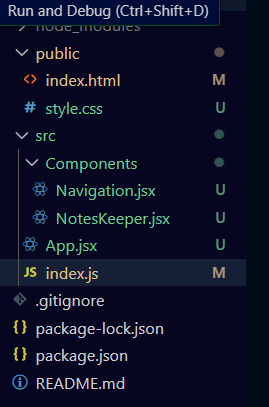 Run and Debug (Ctrl+Shift+D)
node_modules
public
index.html M
style.css U
src
Components
Navigation.jsx U
NotesKeeper.jsx U
App.jsx U
JS index.js M
.gitignore
{} package-lock.json
{} package.json
README.md